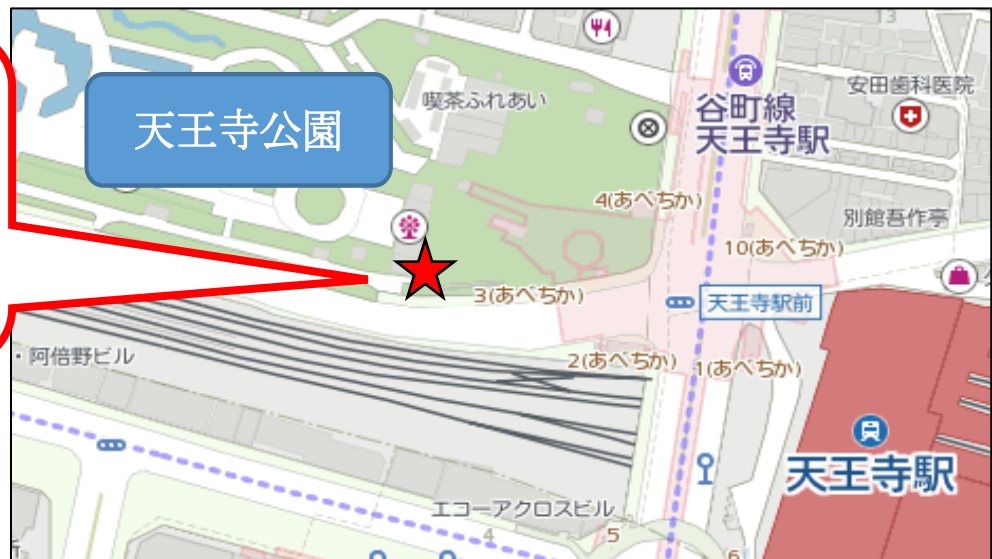 13
喫茶ふれあい
天王寺公園
谷町線
天王寺駅
安田歯科医院
4(あべちか)
別館吾作亭
10(あべちか)
3(あべちか)
天王寺駅前
・阿倍野ビル
2(あべちか)
1(あべちか)
天王寺駅
エコーアクロスビル
4
5
6
所